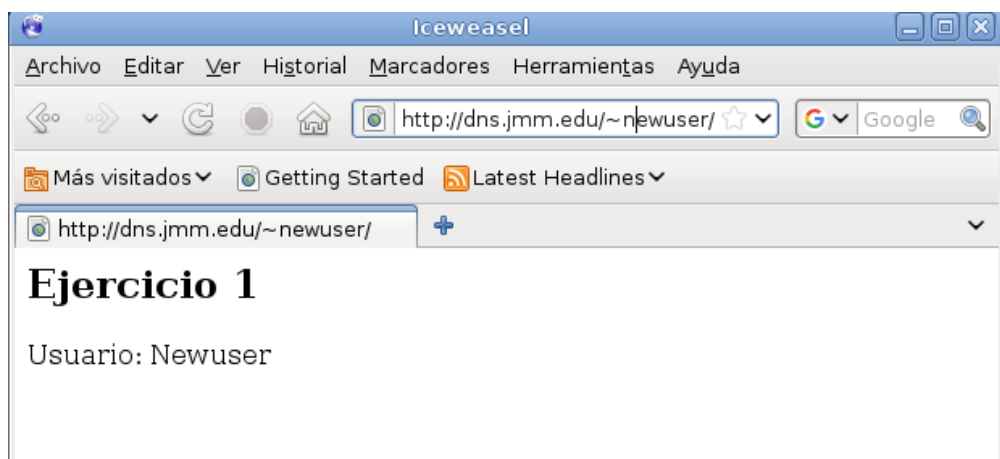 Iceweasel
Archivo Editar Ver Historial Marcadores Herramientas Ayuda
http://dns.jmm.edu/~newuser/ G Google
Más visitados Getting Started Latest Headlines
http://dns.jmm.edu/~newuser/
Ejercicio 1
Usuario: Newuser